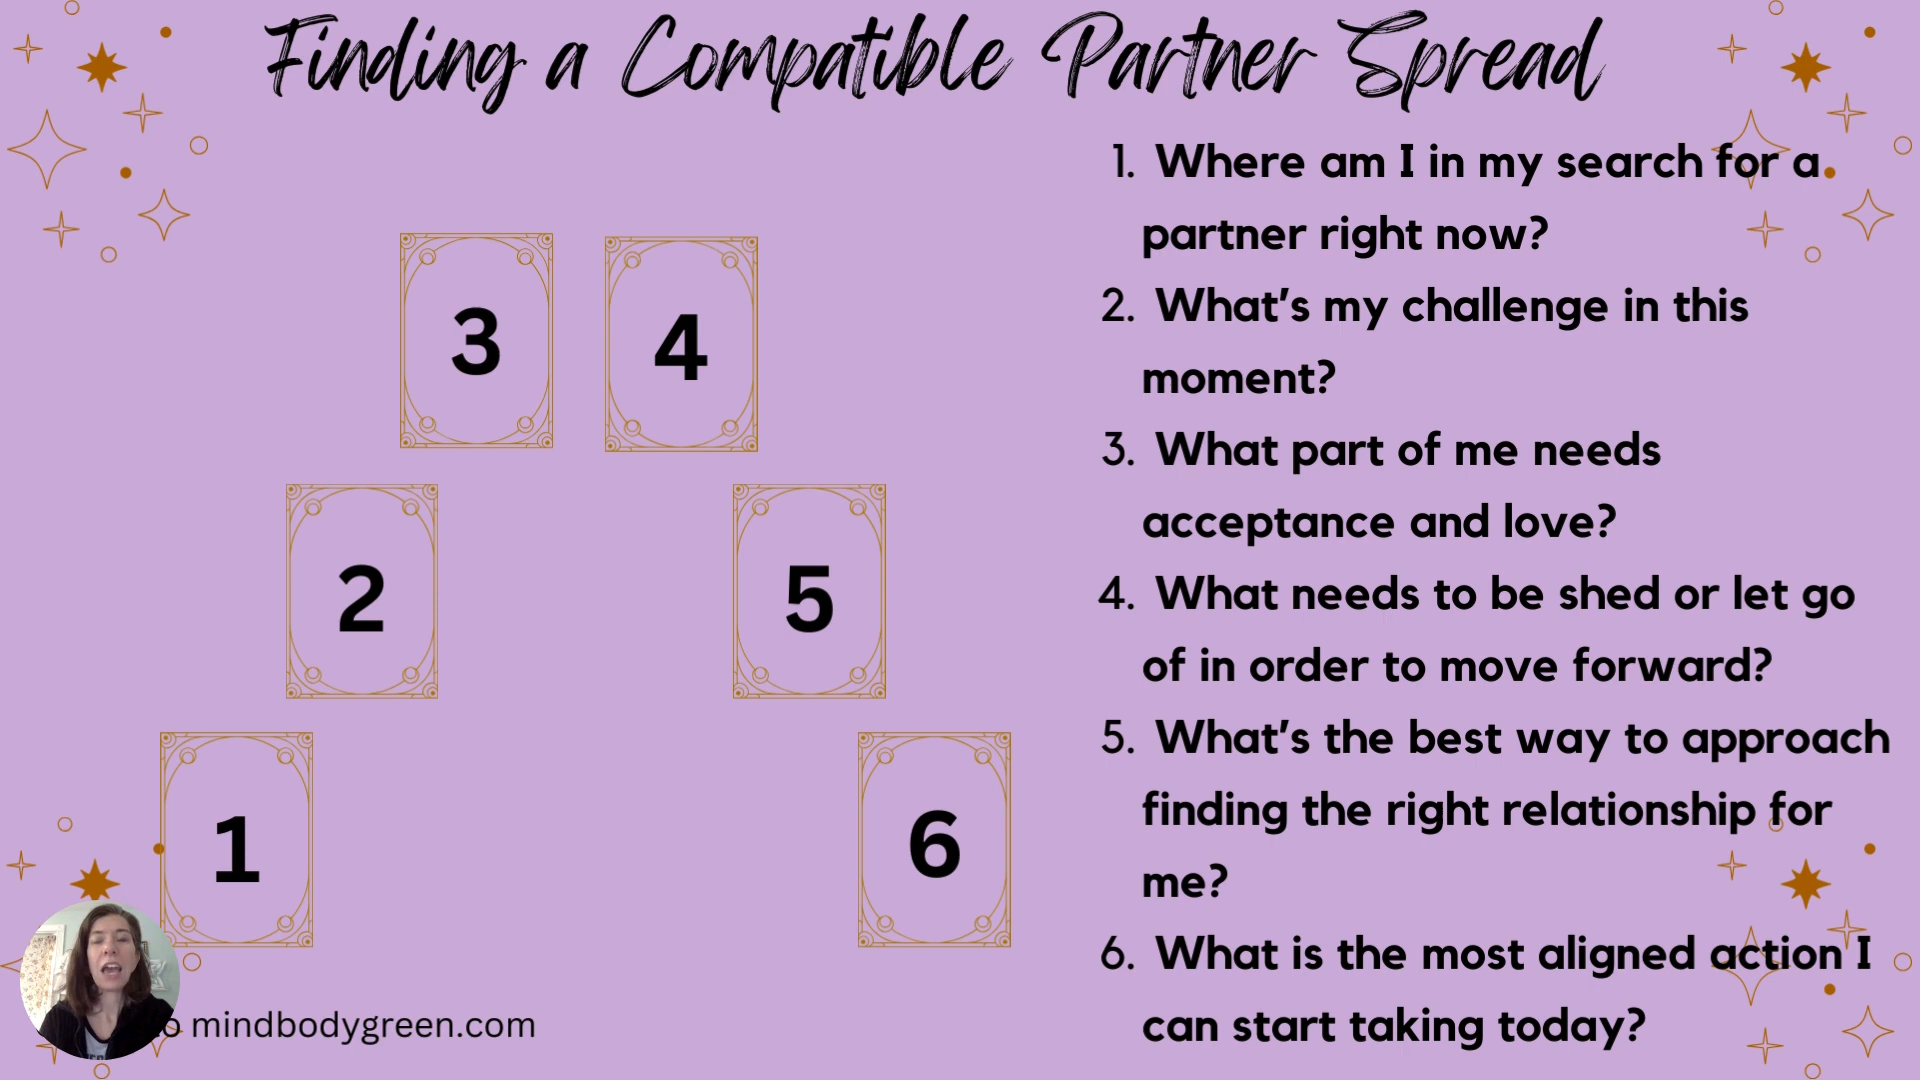 Finding a Compatible Partner Spread
1. Where am I in my search for a
partner right now?
2. What's my challenge in this
moment?
3. What part of me needs
acceptance and love?
4. What needs to be shed or let go
of in order to move forward?
5. What's the best way to approach
finding the right relationship for
me?
6. What is the most aligned action I
can start taking today?
3
4
2
5
1
6
mindbodygreen.com